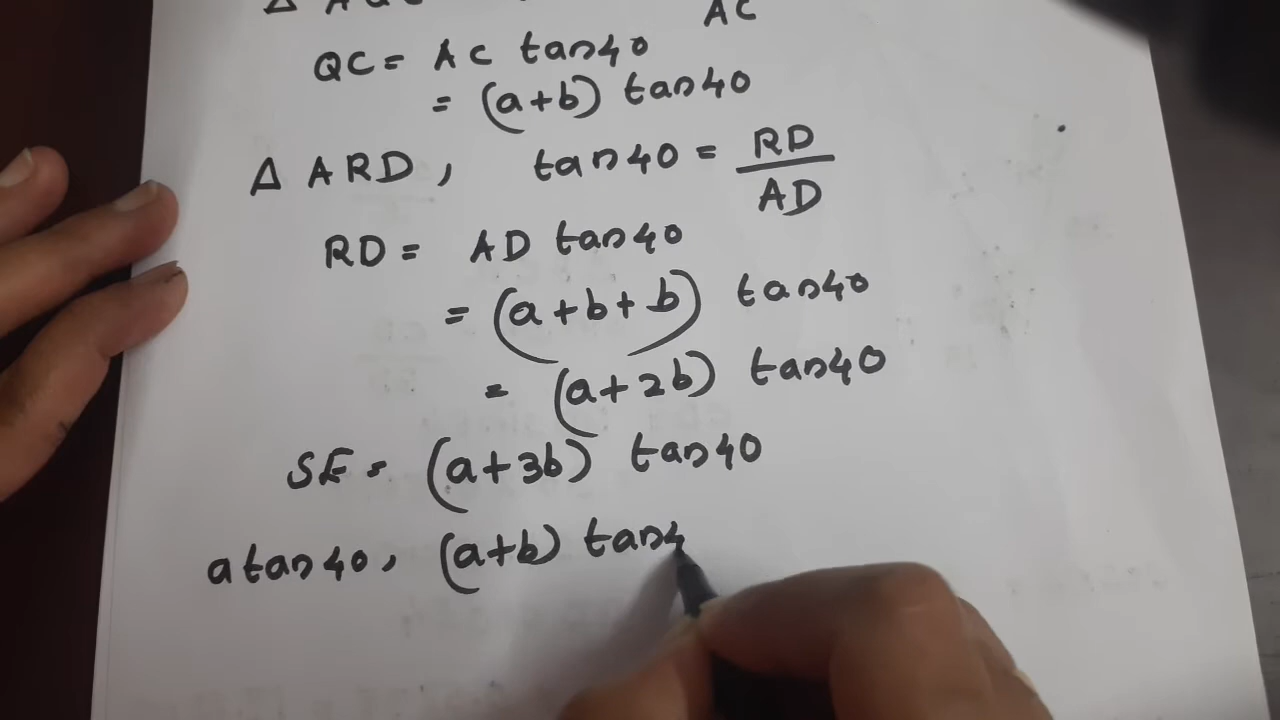 AC
QC = AC tan40
= (a+b) tan40
Δ ARD, tan40 = RD/AD
RD = AD tan40
= (a+b+b) tan40
= (a+2b) tan40
SE = (a+3b) tan40
a tan40, (a+b) tan4